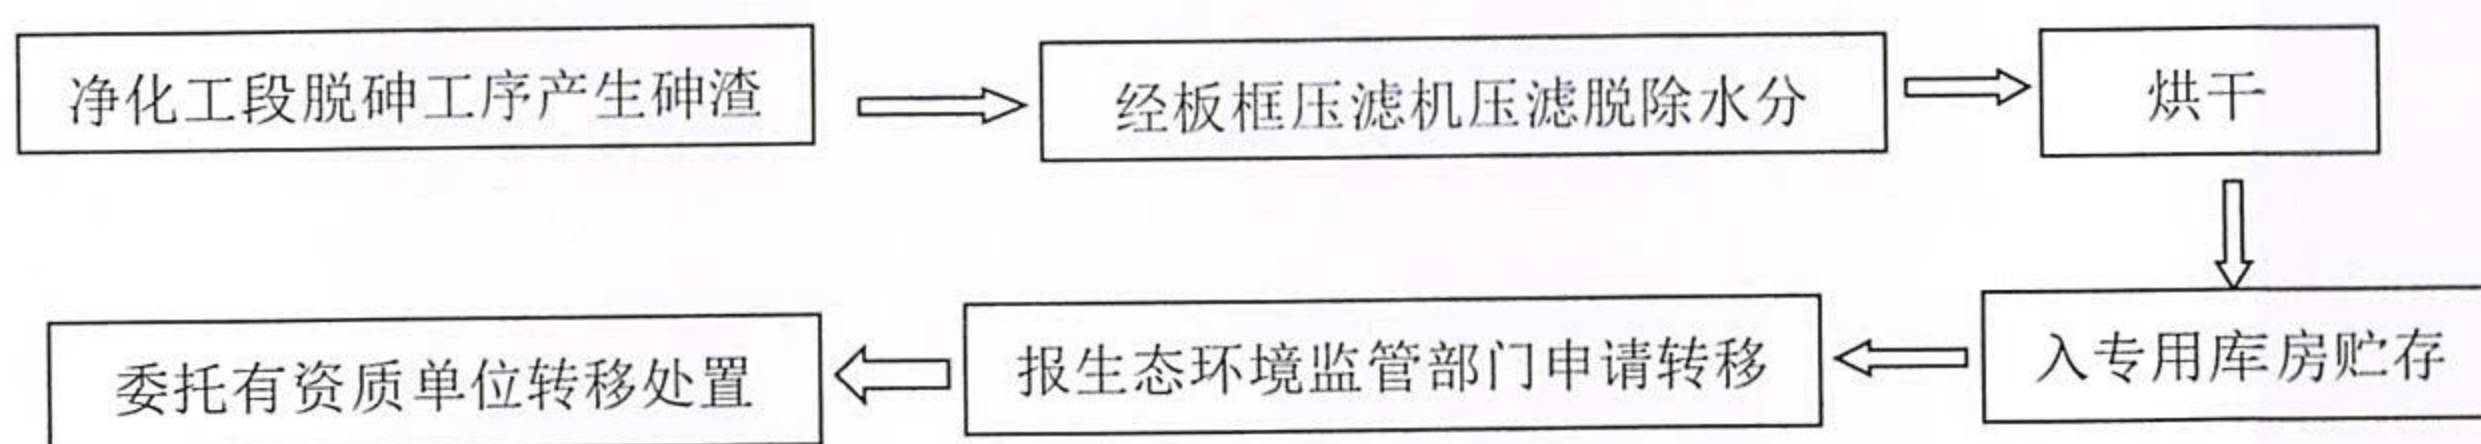 净化工段脱砷工序产生砷渣
经板框压滤机压滤脱除水分
烘干
入专用库房贮存
报生态环境监管部门申请转移
委托有资质单位转移处置